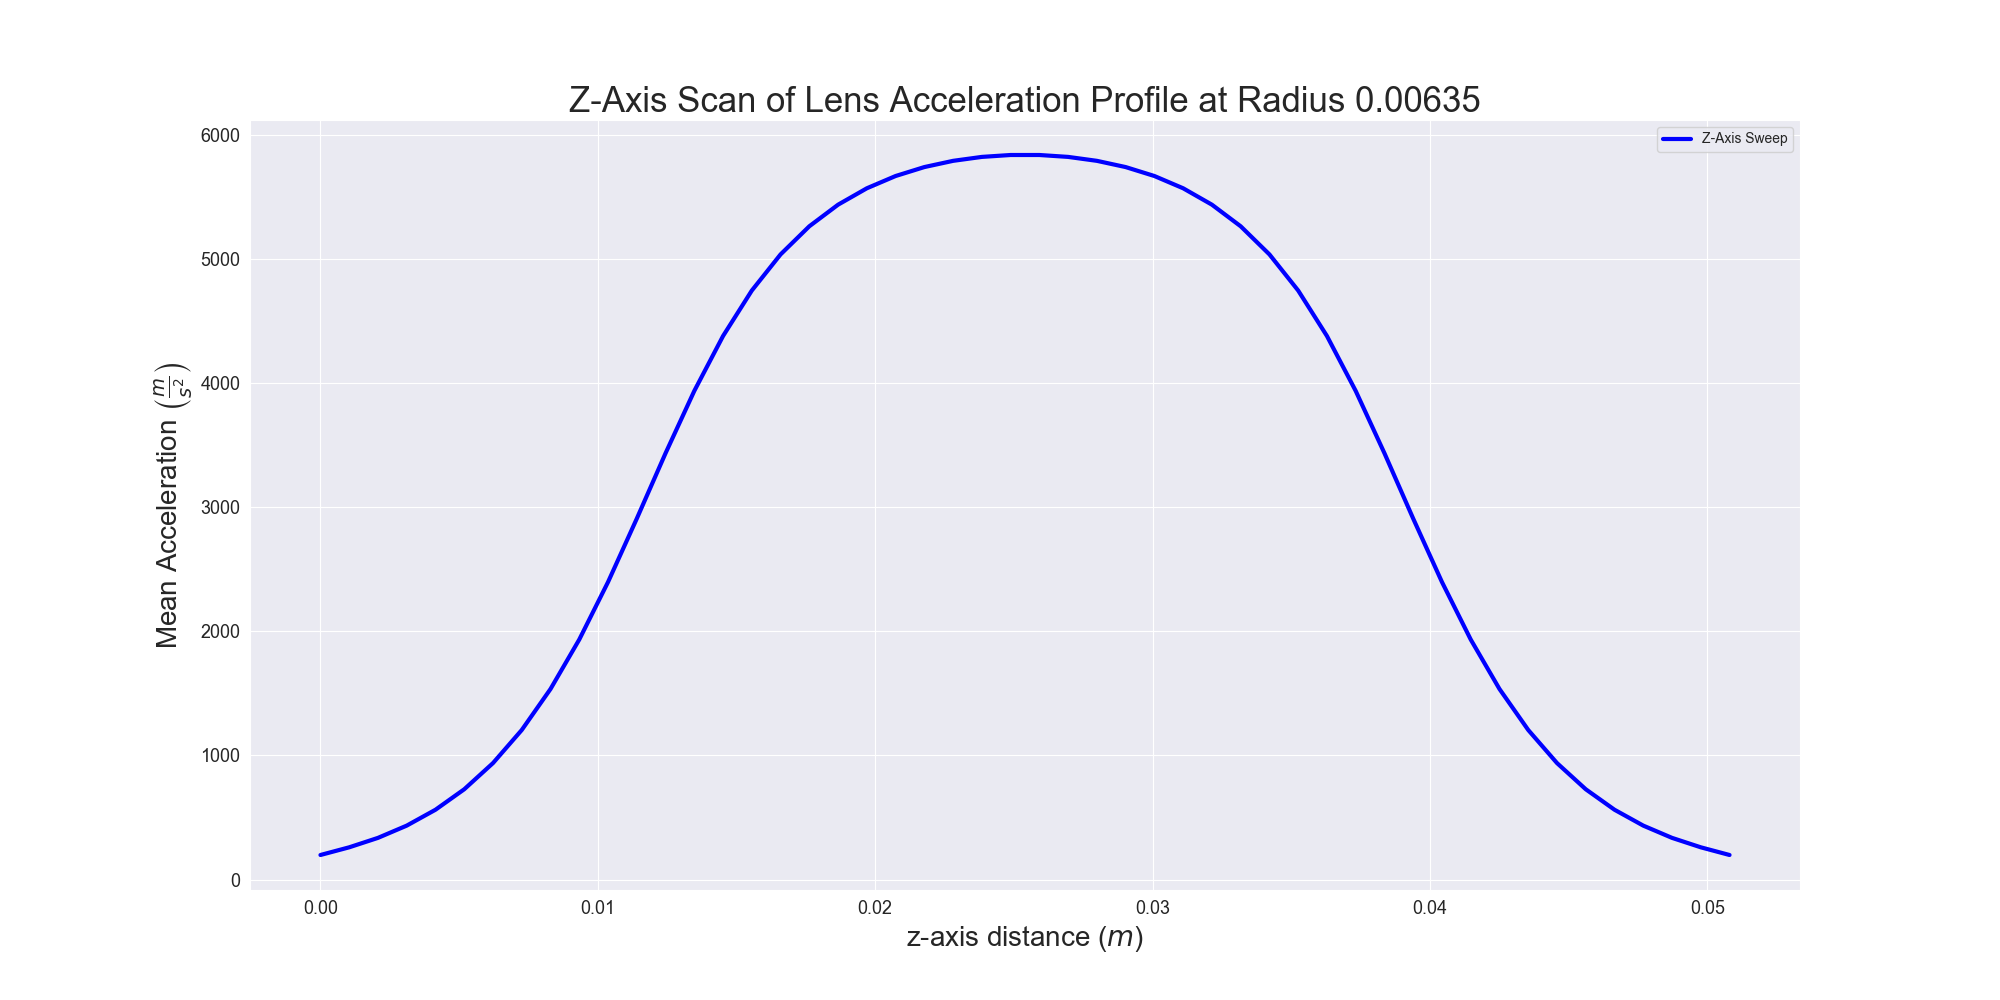 Z-Axis Scan of Lens Acceleration Profile at Radius 0.00635
Z-Axis Sweep
Mean Acceleration (m/s²)
6000
5000
4000
3000
2000
1000
0
0.00 0.01 0.02 0.03 0.04 0.05
z-axis distance (m)